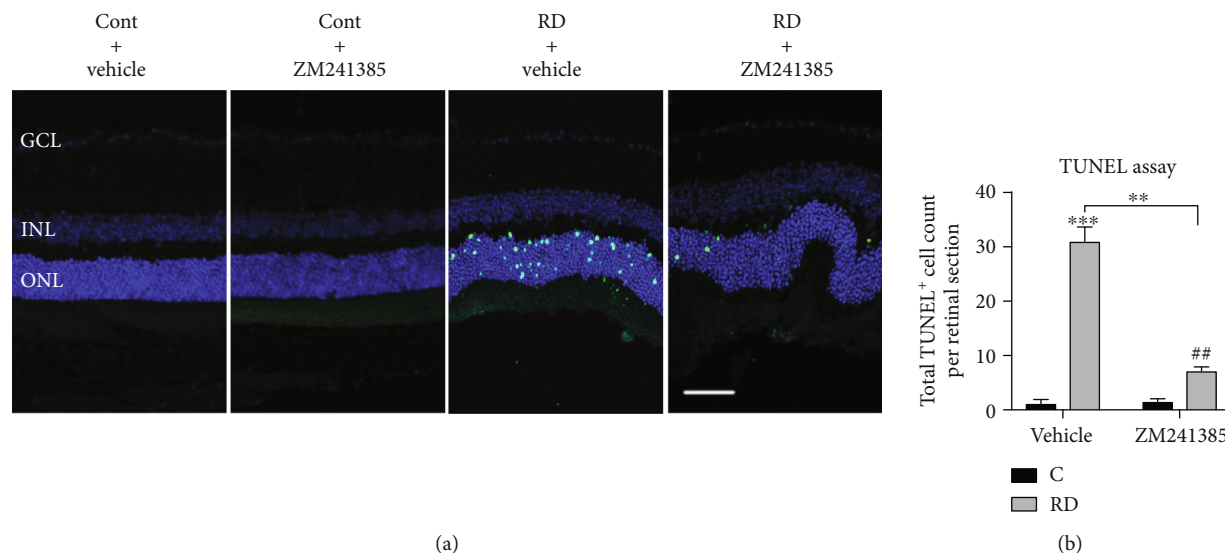 Cont
+
vehicle
Cont
+
ZM241385
RD
+
vehicle
RD
+
ZM241385
GCL
INL
ONL
(a)
TUNEL assay
Total TUNEL+ cell count
per retinal section
40
30
20
10
0
***
**
##
Vehicle
ZM241385
C
RD
(b)